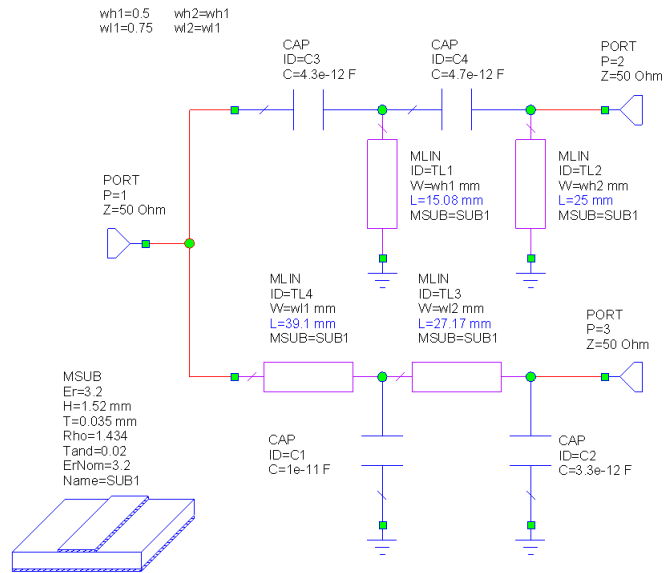 wh1=0.5 wh2=wh1
wl1=0.75 wl2=wl1
CAP
ID=C3
C=4.3e-12 F
CAP
ID=C4
C=4.7e-12 F
PORT
P=2
Z=50 Ohm
MLIN
ID=TL1
W=wh1 mm
L=15.08 mm
MSUB=SUB1
MLIN
ID=TL2
W=wh2 mm
L=25 mm
MSUB=SUB1
PORT
P=1
Z=50 Ohm
MLIN
ID=TL4
W=wl1 mm
L=39.1 mm
MSUB=SUB1
MLIN
ID=TL3
W=wl2 mm
L=27.17 mm
MSUB=SUB1
PORT
P=3
Z=50 Ohm
MSUB
Er=3.2
H=1.52 mm
T=0.035 mm
Rho=1.434
Tand=0.02
ErNom=3.2
Name=SUB1
CAP
ID=C1
C=1e-11 F
CAP
ID=C2
C=3.3e-12 F